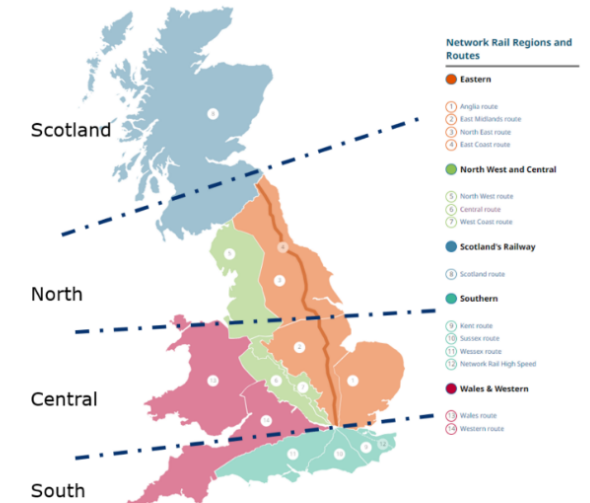 Scotland
North
Central
South
Network Rail Regions and
Routes
Eastern
1 Anglia route
2 East Midlands route
3 North East route
4 East Coast route
North West and Central
5 North West route
6 Central route
7 West Coast route
Scotland's Railway
8 Scotland route
Southern
9 Kent route
10 Sussex route
11 Wessex route
12 Network Rail High Speed
Wales & Western
13 Wales route
14 Western route